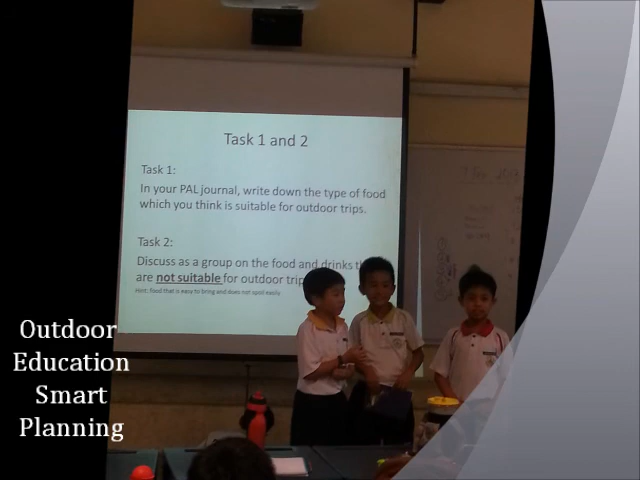 Task 1 and 2
Task 1:
In your PAL journal, write down the type of food
which you think is suitable for outdoor trips.
Task 2:
Discuss as a group on the food and drinks
are not suitable for outdoor
Hint: food that is easy to bring and does not spoil easily
Outdoor
Education
Smart
Planning